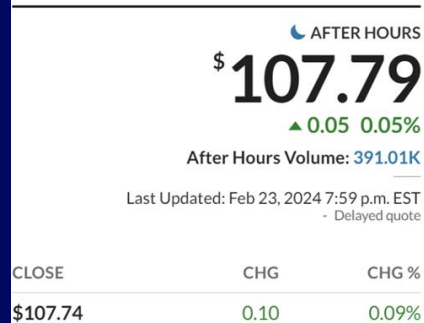 AFTER HOURS
$107.79
▲ 0.05 0.05%
After Hours Volume: 391.01K
Last Updated: Feb 23, 2024 7:59 p.m. EST
- Delayed quote
CLOSE CHG CHG %
$107.74 0.10 0.09%